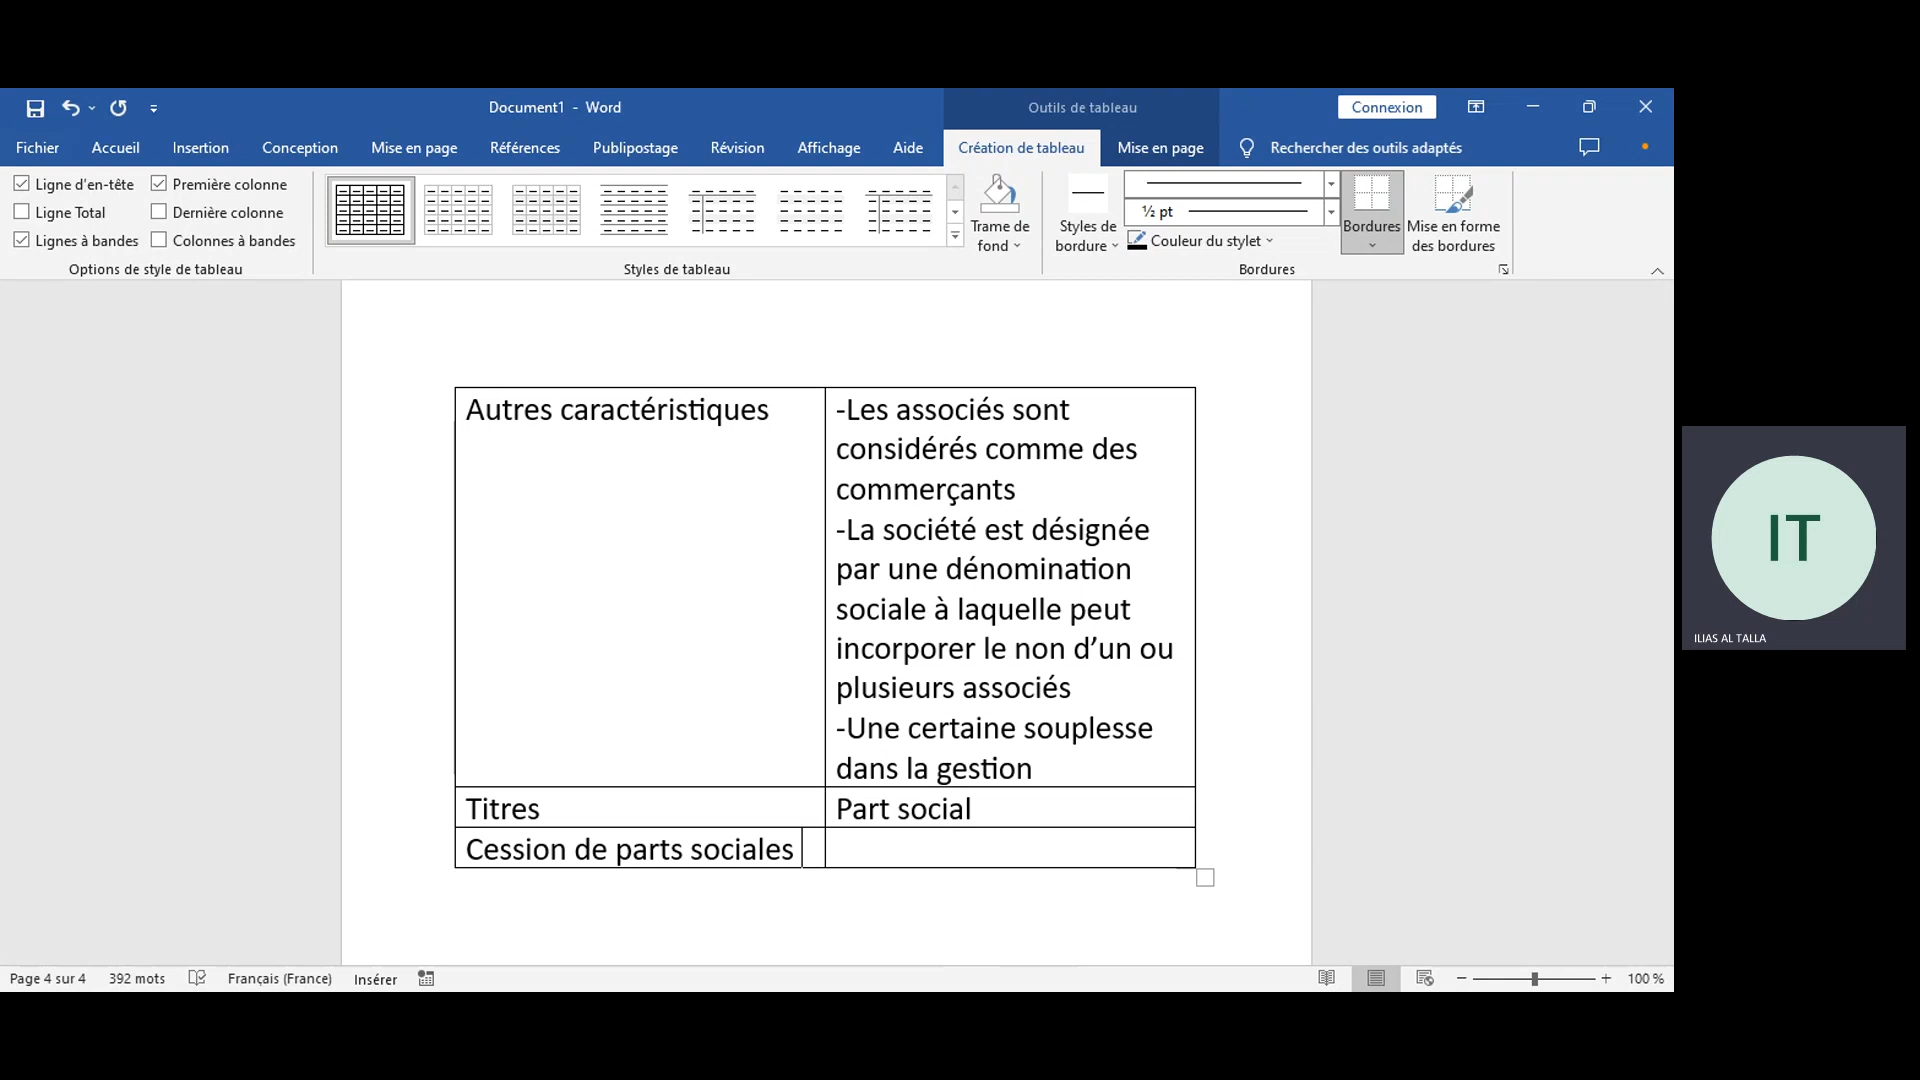 Document1 - Word
Outils de tableau
Connexion
Fichier
Accueil
Insertion
Conception
Mise en page
Références
Publipostage
Révision
Affichage
Aide
Création de tableau
Mise en page
Rechercher des outils adaptés
Ligne d'en-tête
Première colonne
Ligne Total
Dernière colonne
Lignes à bandes
Colonnes à bandes
Options de style de tableau
Styles de tableau
Trame de
fond
Styles de
bordure
½ pt
Couleur du stylet
Bordures
Mise en forme
des bordures
Bordures
Autres caractéristiques
-Les associés sont
considérés comme des
commerçants
-La société est désignée
par une dénomination
sociale à laquelle peut
incorporer le non d’un ou
plusieurs associés
-Une certaine souplesse
dans la gestion
Titres
Part social
Cession de parts sociales
IT
ILIAS AL TALLA
Page 4 sur 4
392 mots
Français (France)
Insérer
100 %